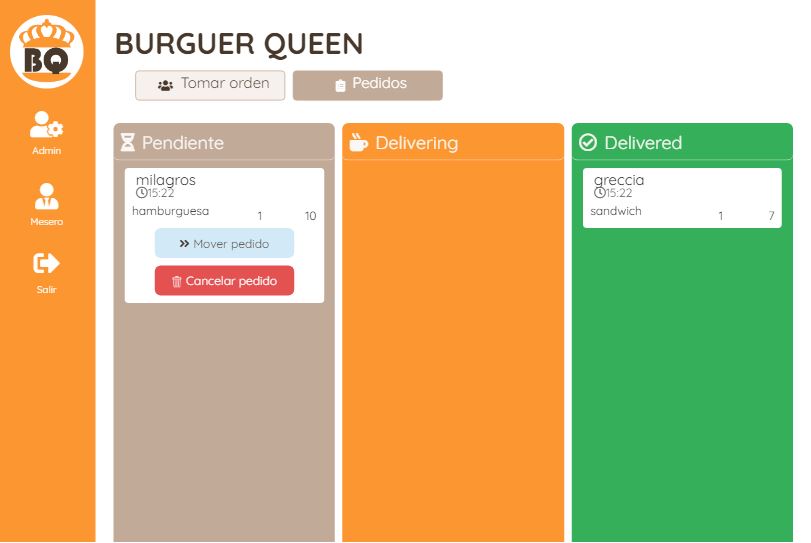 BQ
Admin
Mesero
Salir
BURGUER QUEEN
Tomar orden
Pedidos
Pendiente
milagros
15:22
hamburguesa 1 10
Mover pedido
Cancelar pedido
Delivering
Delivered
greccia
15:22
sandwich 1 7